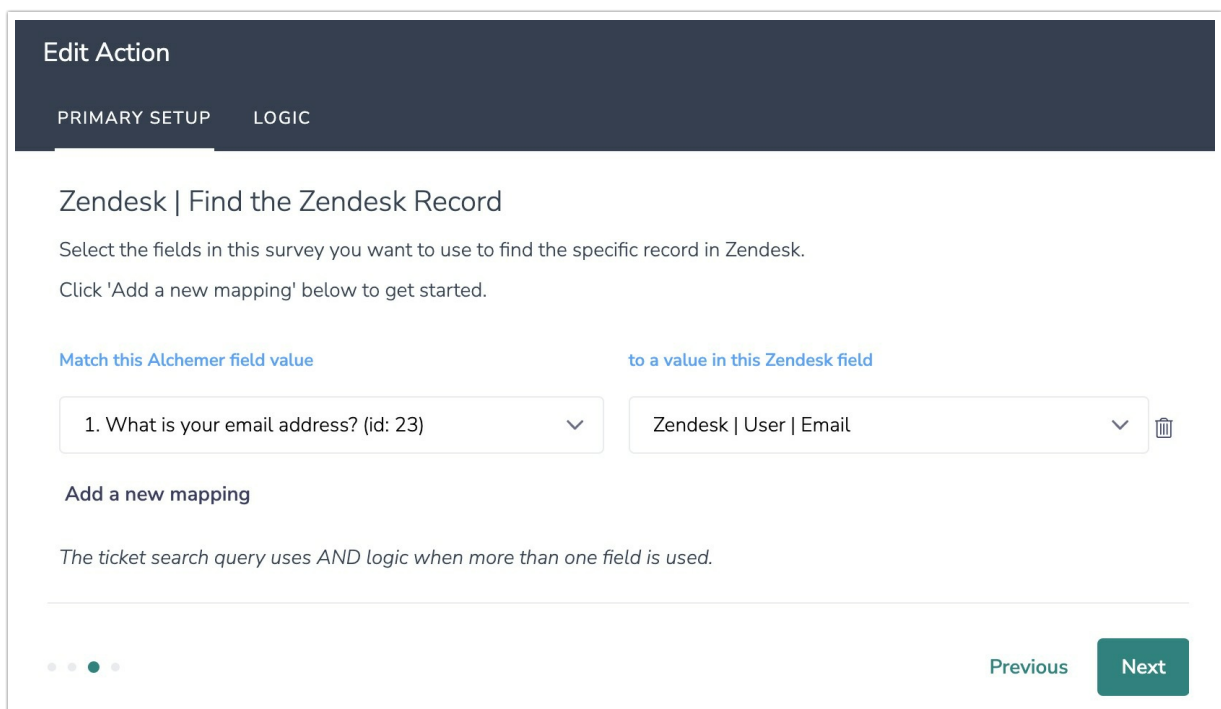 Edit Action
PRIMARY SETUP LOGIC
Zendesk | Find the Zendesk Record
Select the fields in this survey you want to use to find the specific record in Zendesk.
Click 'Add a new mapping' below to get started.
Match this Alchemer field value to a value in this Zendesk field
1. What is your email address? (id: 23) Zendesk | User | Email
Add a new mapping
The ticket search query uses AND logic when more than one field is used.
Previous Next